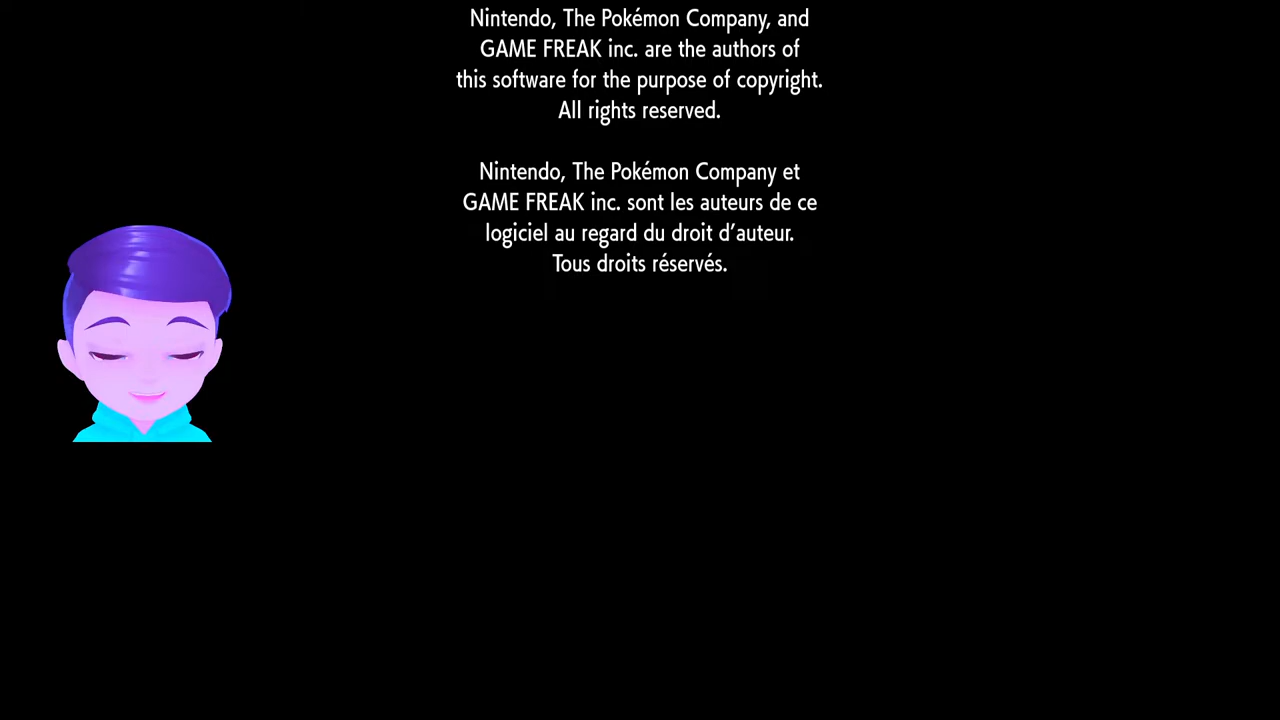 Nintendo, The Pokémon Company, and
GAME FREAK inc. are the authors of
this software for the purpose of copyright.
All rights reserved.
Nintendo, The Pokémon Company et
GAME FREAK inc. sont les auteurs de ce
logiciel au regard du droit d’auteur.
Tous droits réservés.